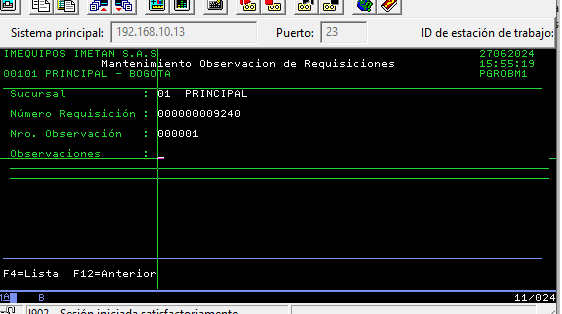 Sistema principal: 192.168.10.13 Puerto: 23 ID de estación de trabajo:
IMEQUIPOS IMETAN S.A.S 27062024
Mantenimiento Observacion de Requisiciones 15:55:19
00101 PRINCIPAL - BOGOTA PGROBM1
Sucursal : 01 PRINCIPAL
Número Requisición : 000000009240
Nro. Observación : 000001
Observaciones : _
F4=Lista F12=Anterior
B 11/024
I902 - Sesión iniciada satisfactoriamente